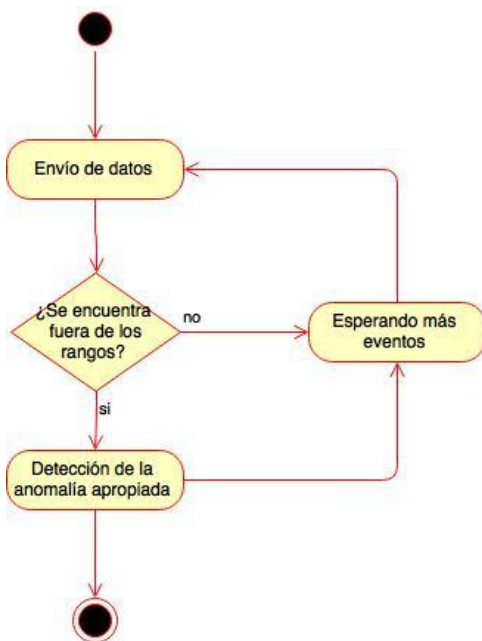 Envío de datos
¿Se encuentra
fuera de los
rangos?
no
Esperando más
eventos
si
Detección de la
anomalía apropiada